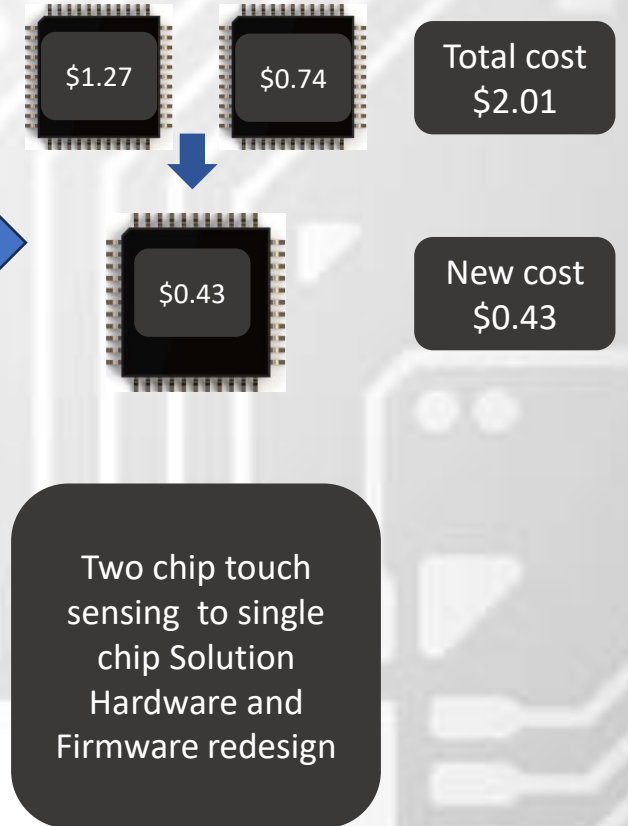 $1.27
$0.74
Total cost
$2.01
$0.43
New cost
$0.43
Two chip touch
sensing to single
chip Solution
Hardware and
Firmware redesign